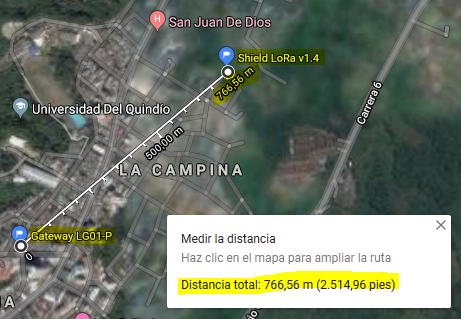 San Juan De Dios
Shield LoRa v1.4
766,56 m
Carrera 6
Universidad Del Quindío
500,00 m
LA CAMPIÑA
Gateway LG01-P
0
Medir la distancia
Haz clic en el mapa para ampliar la ruta
Distancia total: 766,56 m (2.514,96 pies)